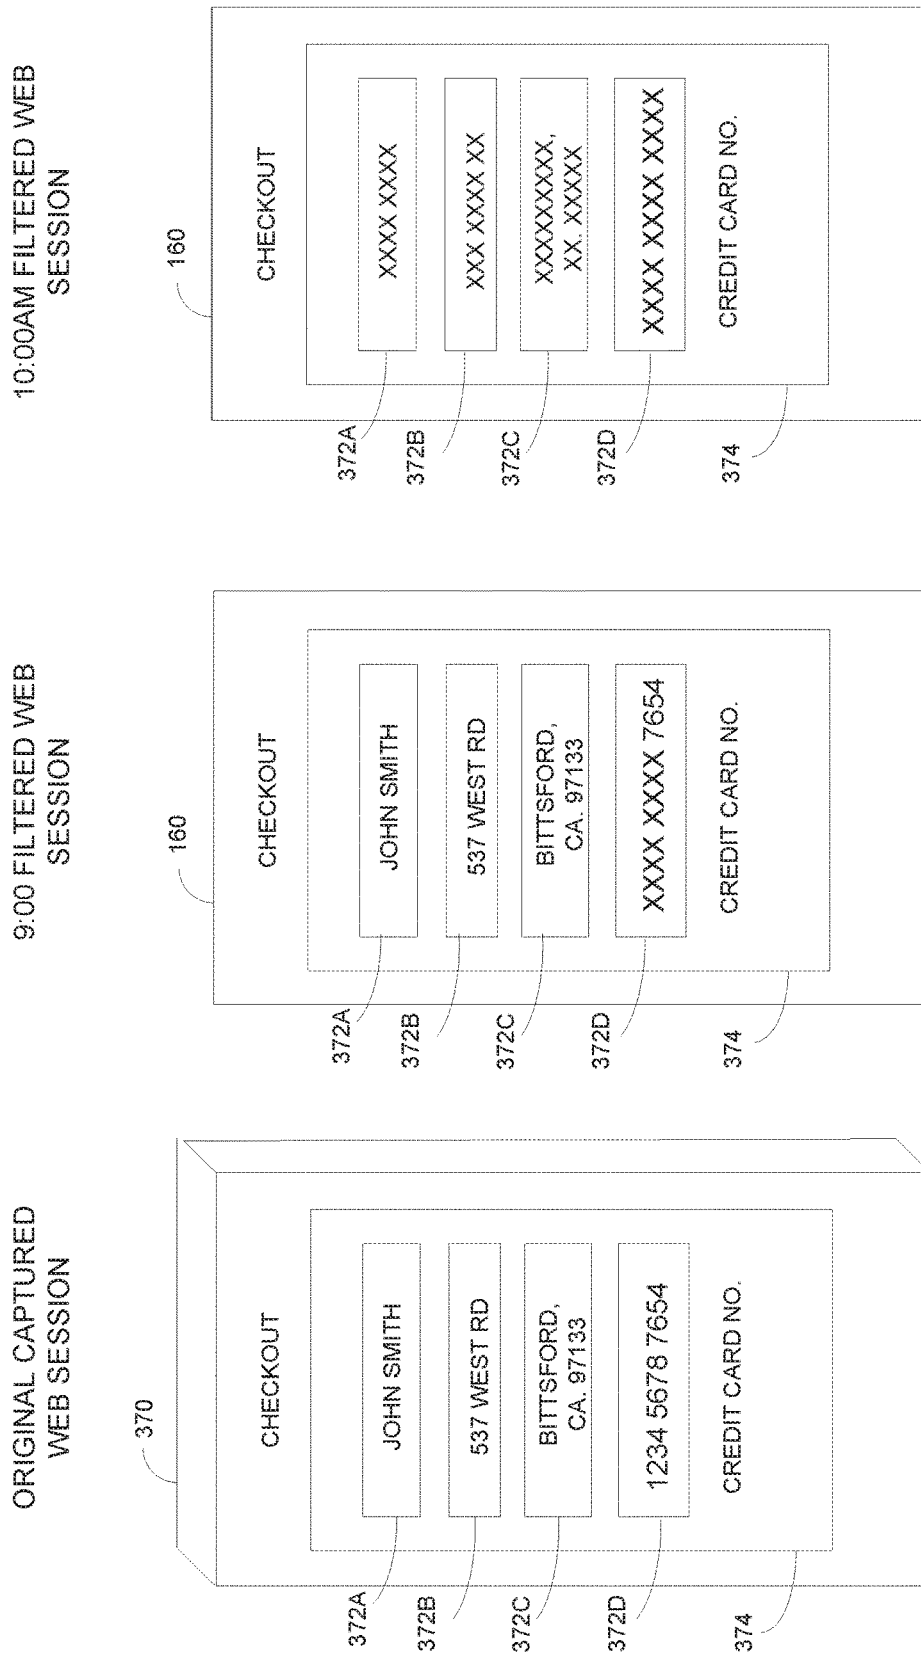 ORIGINAL CAPTURED
WEB SESSION
370
CHECKOUT
372A
JOHN SMITH
372B
537 WEST RD
372C
BITTSFORD,
CA. 97133
372D
1234 5678 7654
CREDIT CARD NO.
374
9:00 FILTERED WEB
SESSION
160
CHECKOUT
372A
JOHN SMITH
372B
537 WEST RD
372C
BITTSFORD,
CA. 97133
372D
XXXX XXXX 7654
CREDIT CARD NO.
374
10:00AM FILTERED WEB
SESSION
160
CHECKOUT
372A
XXXX XXXX
372B
XXX XXXX XX
372C
XXXXXXXXX,
XX. XXXXX
372D
XXXX XXXX XXXX
CREDIT CARD NO.
374